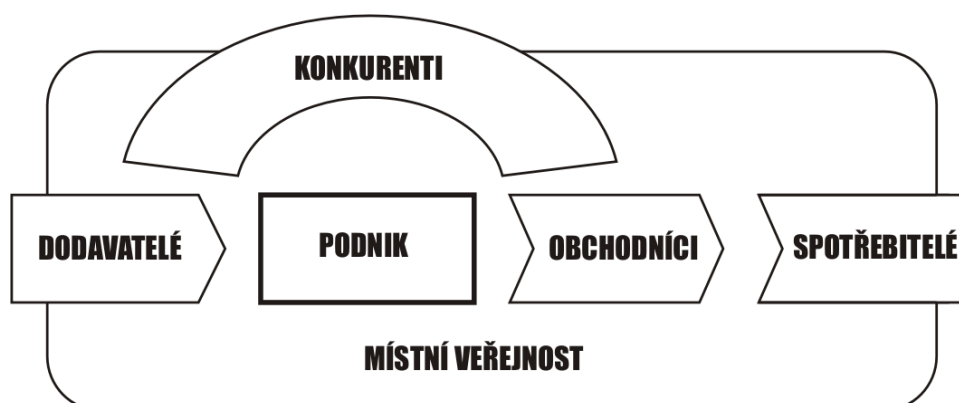 KONKURENTI
DODAVATELÉ
PODNIK
OBCHODNÍCI
SPOTŘEBITELÉ
MÍSTNÍ VEŘEJNOST